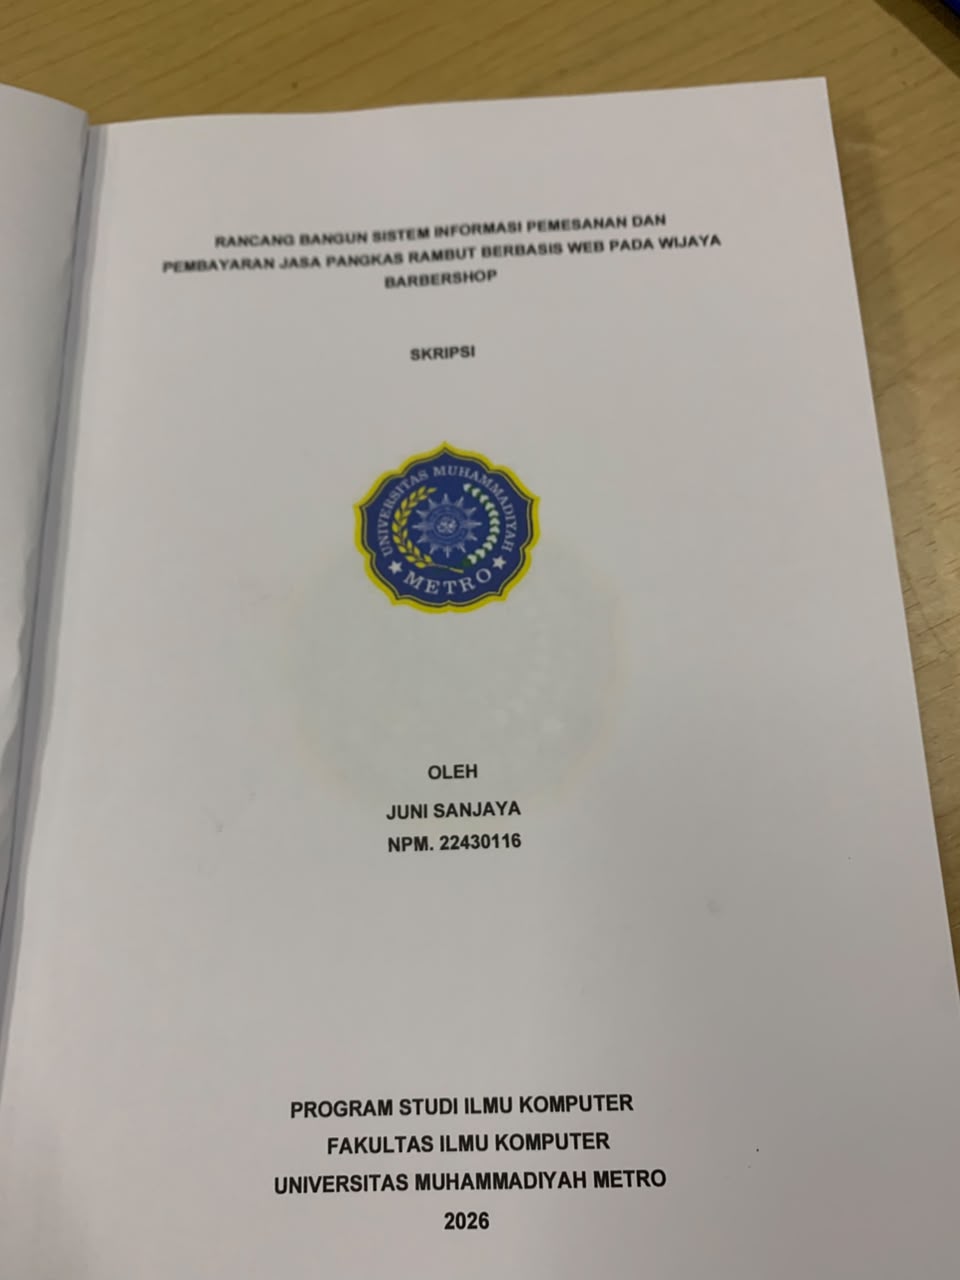 RANCANG BANGUN SISTEM INFORMASI PEMESANAN DAN
PEMBAYARAN JASA PANGKAS RAMBUT BERBASIS WEB PADA WIJAYA
BARBERSHOP
SKRIPSI
UNIVERSITAS MUHAMMADIYAH
METRO
OLEH
JUNI SANJAYA
NPM. 22430116
PROGRAM STUDI ILMU KOMPUTER
FAKULTAS ILMU KOMPUTER
UNIVERSITAS MUHAMMADIYAH METRO
2026